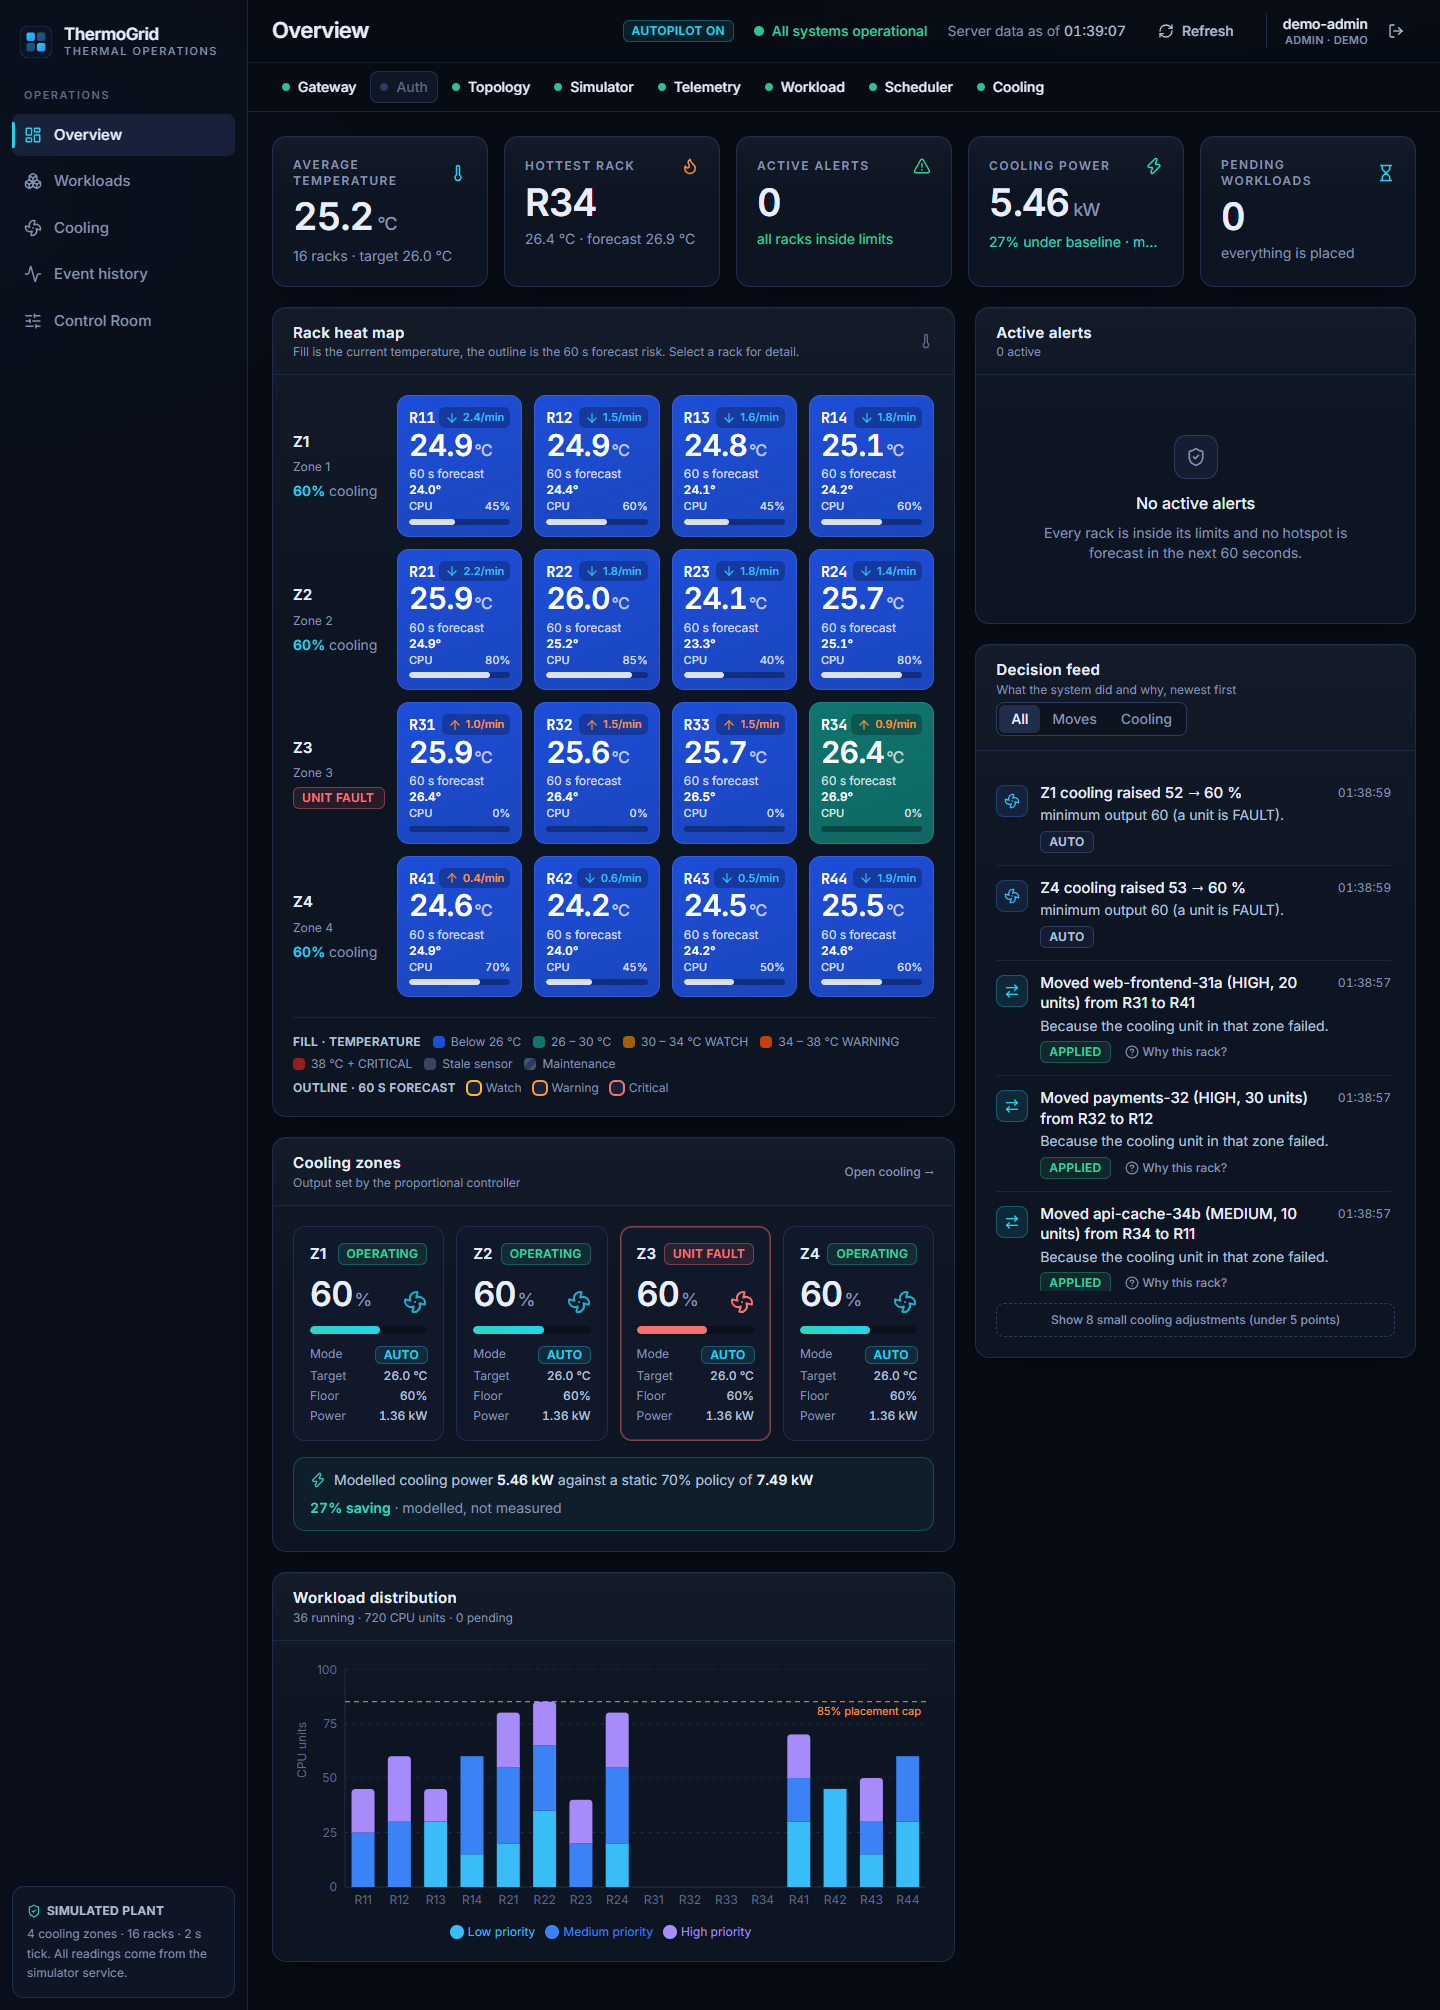 ThermoGrid
THERMAL OPERATIONS
OPERATIONS
Overview
Workloads
Cooling
Event history
Control Room
SIMULATED PLANT
4 cooling zones · 16 racks · 2 s
tick. All readings come from the
simulator service.
Overview
AUTOPILOT ON
All systems operational
Server data as of 01:39:07
Refresh
demo-admin
ADMIN · DEMO
Gateway
Auth
Topology
Simulator
Telemetry
Workload
Scheduler
Cooling
AVERAGE
TEMPERATURE
25.2 °C
16 racks · target 26.0 °C
HOTTEST RACK
R34
26.4 °C · forecast 26.9 °C
ACTIVE ALERTS
0
all racks inside limits
COOLING POWER
5.46 kW
27% under baseline · m...
PENDING
WORKLOADS
0
everything is placed
Rack heat map
Fill is the current temperature, the outline is the 60 s forecast risk. Select a rack for detail.
Z1
Zone 1
60% cooling
R11 ↓ 2.4/min
24.9 °C
60 s forecast
24.0°
CPU 45%
R12 ↓ 1.5/min
24.9 °C
60 s forecast
24.4°
CPU 60%
R13 ↓ 1.6/min
24.8 °C
60 s forecast
24.1°
CPU 45%
R14 ↓ 1.8/min
25.1 °C
60 s forecast
24.2°
CPU 60%
Z2
Zone 2
60% cooling
R21 ↓ 2.2/min
25.9 °C
60 s forecast
24.9°
CPU 80%
R22 ↓ 1.8/min
26.0 °C
60 s forecast
25.2°
CPU 85%
R23 ↓ 1.8/min
24.1 °C
60 s forecast
23.3°
CPU 40%
R24 ↓ 1.4/min
25.7 °C
60 s forecast
25.1°
CPU 80%
Z3
Zone 3
UNIT FAULT
R31 ↑ 1.0/min
25.9 °C
60 s forecast
26.4°
CPU 0%
R32 ↑ 1.5/min
25.6 °C
60 s forecast
26.4°
CPU 0%
R33 ↑ 1.5/min
25.7 °C
60 s forecast
26.5°
CPU 0%
R34 ↑ 0.9/min
26.4 °C
60 s forecast
26.9°
CPU 0%
Z4
Zone 4
60% cooling
R41 ↑ 0.4/min
24.6 °C
60 s forecast
24.9°
CPU 70%
R42 ↓ 0.6/min
24.2 °C
60 s forecast
24.0°
CPU 45%
R43 ↓ 0.5/min
24.5 °C
60 s forecast
24.2°
CPU 50%
R44 ↓ 1.9/min
25.5 °C
60 s forecast
24.6°
CPU 60%
FILL · TEMPERATURE Below 26 °C 26 – 30 °C 30 – 34 °C WATCH 34 – 38 °C WARNING
38 °C + CRITICAL Stale sensor Maintenance
OUTLINE · 60 S FORECAST Watch Warning Critical
Cooling zones
Output set by the proportional controller
Open cooling →
Z1 OPERATING
60 %
Mode AUTO
Target 26.0 °C
Floor 60%
Power 1.36 kW
Z2 OPERATING
60 %
Mode AUTO
Target 26.0 °C
Floor 60%
Power 1.36 kW
Z3 UNIT FAULT
60 %
Mode AUTO
Target 26.0 °C
Floor 60%
Power 1.36 kW
Z4 OPERATING
60 %
Mode AUTO
Target 26.0 °C
Floor 60%
Power 1.36 kW
Modelled cooling power 5.46 kW against a static 70% policy of 7.49 kW
27% saving · modelled, not measured
Workload distribution
36 running · 720 CPU units · 0 pending
CPU units
100
75
50
25
0
85% placement cap
R11 R12 R13 R14 R21 R22 R23 R24 R31 R32 R33 R34 R41 R42 R43 R44
Low priority Medium priority High priority
Active alerts
0 active
No active alerts
Every rack is inside its limits and no hotspot is
forecast in the next 60 seconds.
Decision feed
What the system did and why, newest first
All Moves Cooling
Z1 cooling raised 52 → 60 % 01:38:59
minimum output 60 (a unit is FAULT).
AUTO
Z4 cooling raised 53 → 60 % 01:38:59
minimum output 60 (a unit is FAULT).
AUTO
Moved web-frontend-31a (HIGH, 20 01:38:57
units) from R31 to R41
Because the cooling unit in that zone failed.
APPLIED Why this rack?
Moved payments-32 (HIGH, 30 units) 01:38:57
from R32 to R12
Because the cooling unit in that zone failed.
APPLIED Why this rack?
Moved api-cache-34b (MEDIUM, 10 01:38:57
units) from R34 to R11
Because the cooling unit in that zone failed.
APPLIED Why this rack?
Show 8 small cooling adjustments (under 5 points)